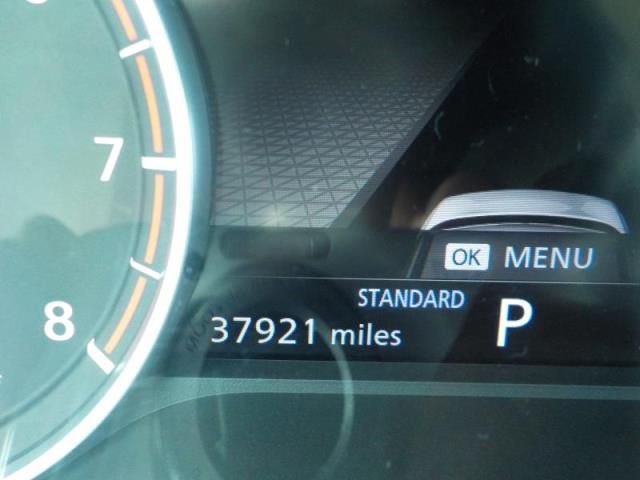 7
OK MENU
STANDARD
8
37921 miles
P